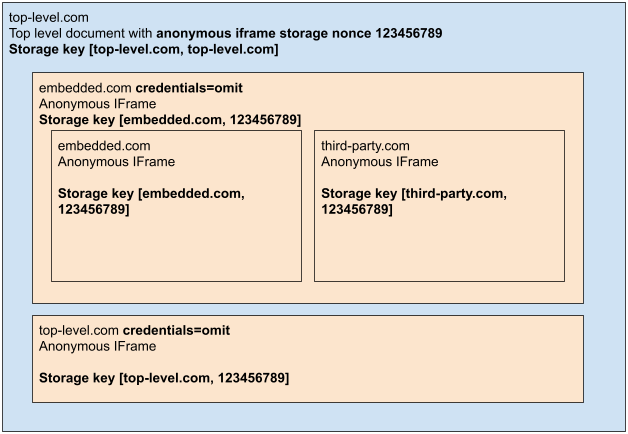 top-level.com
Top level document with anonymous iframe storage nonce 123456789
Storage key [top-level.com, top-level.com]
embedded.com credentials=omit
Anonymous IFrame
Storage key [embedded.com, 123456789]
embedded.com
Anonymous IFrame
Storage key [embedded.com,
123456789]
third-party.com
Anonymous IFrame
Storage key [third-party.com,
123456789]
top-level.com credentials=omit
Anonymous IFrame
Storage key [top-level.com, 123456789]